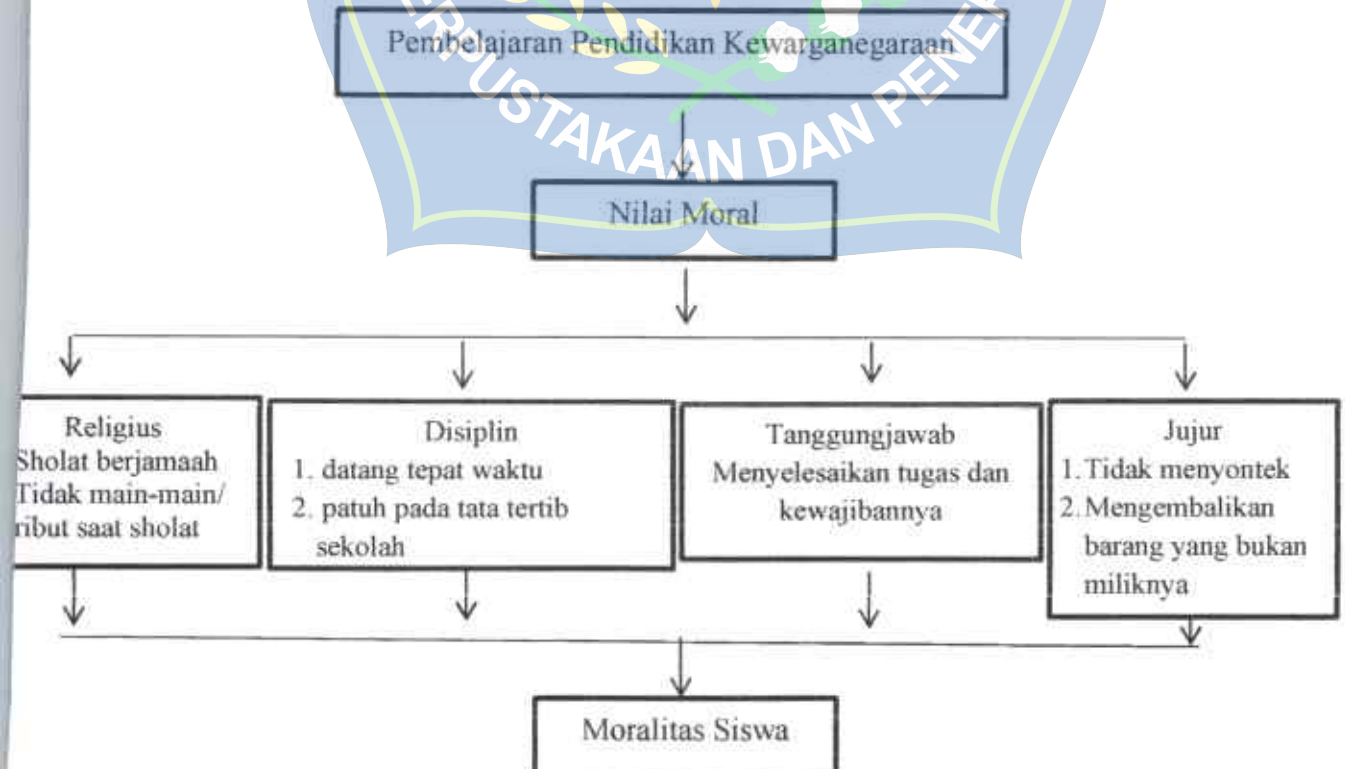 Pembelajaran Pendidikan Kewarganegaraan
PUSTAKAAN DAN
Nilai Moral
Religius
Sholat berjamaah
Tidak main-main/
ribut saat sholat
Disiplin
1. datang tepat waktu
2. patuh pada tata tertib
sekolah
Tanggungjawab
Menyelesaikan tugas dan
kewajibannya
Jujur
1. Tidak menyontek
2. Mengembalikan
barang yang bukan
miliknya
Moralitas Siswa